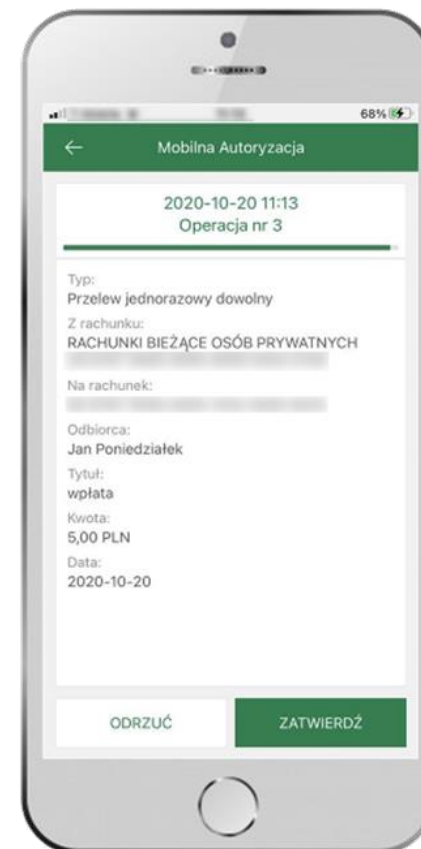 68%
Mobilna Autoryzacja
2020-10-20 11:13
Operacja nr 3
Typ:
Przelew jednorazowy dowolny
Z rachunku:
RACHUNKI BIEŻĄCE OSÓB PRYWATNYCH
Na rachunek:
Odbiorca:
Jan Poniedziałek
Tytuł:
wpłata
Kwota:
5,00 PLN
Data:
2020-10-20
ODRZUĆ
ZATWIERDŹ